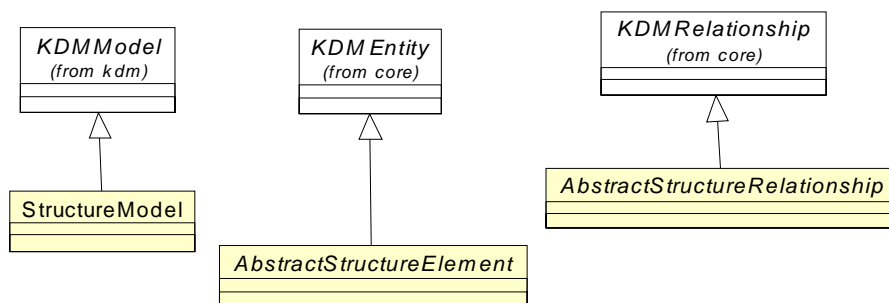 KDMModel
(from kdm)
KDMEntity
(from core)
KDMRelationship
(from core)
StructureModel
AbstractStructureElement
AbstractStructureRelationship